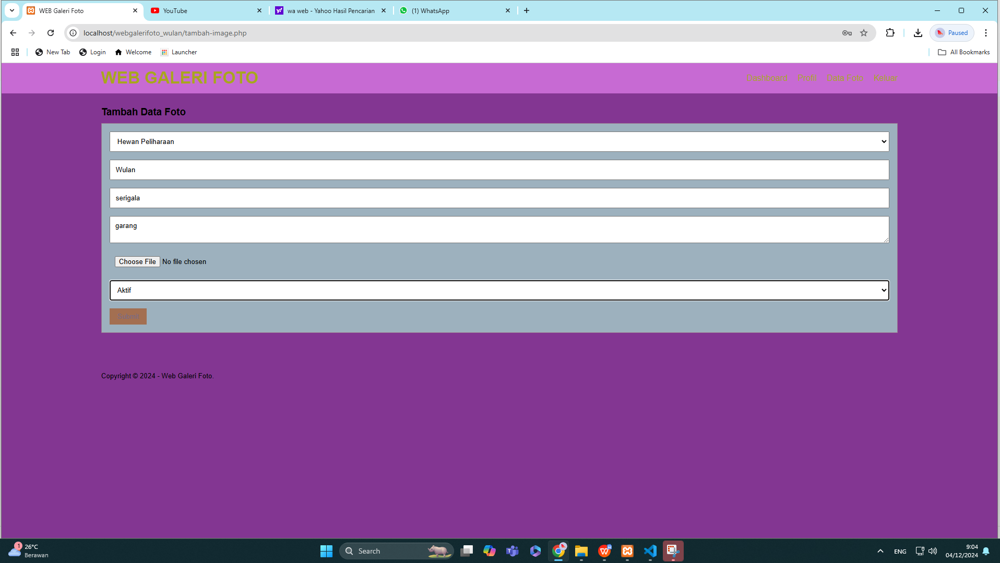 WEB Galeri Foto
YouTube
wa web - Yahoo Hasil Pencarian
(1) WhatsApp
localhost/webgalerifoto_wulan/tambah-image.php
Paused
New Tab
Login
Welcome
Launcher
All Bookmarks
WEB GALERI FOTO
Dashboard
Profil
Data Foto
Keluar
Tambah Data Foto
Hewan Peliharaan
Wulan
serigala
garang
Choose File No file chosen
Aktif
Submit
Copyright © 2024 - Web Galeri Foto.
1
26°C
Berawan
Search
ENG
9:04
04/12/2024